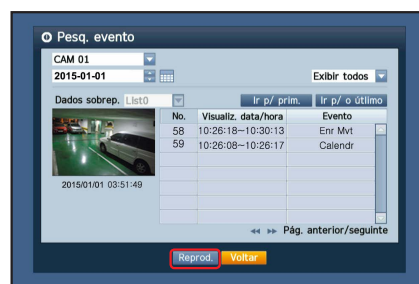 Pesq. evento
CAM 01
2015-01-01
Exibir todos
Dados sobrep. List0
Ir p/ prim. Ir p/ o útlimo
No. Visualiz. data/hora Evento
58 10:26:18~10:30:13 Enr Mvt
59 10:26:08~10:26:17 Calendr
2015/01/01 03:51:49
Pág. anterior/seguinte
Reprod. Voltar